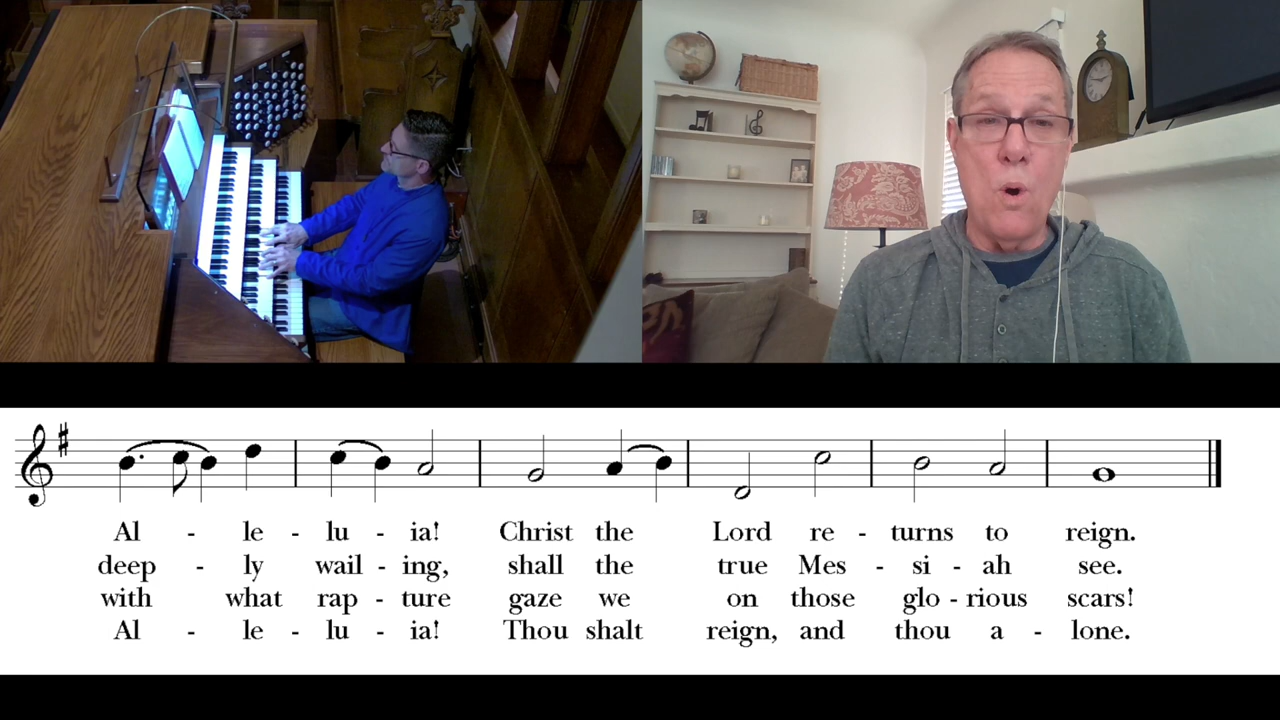 Al - le - lu - ia! Christ the Lord re - turns to reign.
deep - ly wail - ing, shall the true Mes - si - ah see.
with what rap - ture gaze we on those glo - rious scars!
Al - le - lu - ia! Thou shalt reign, and thou a - lone.